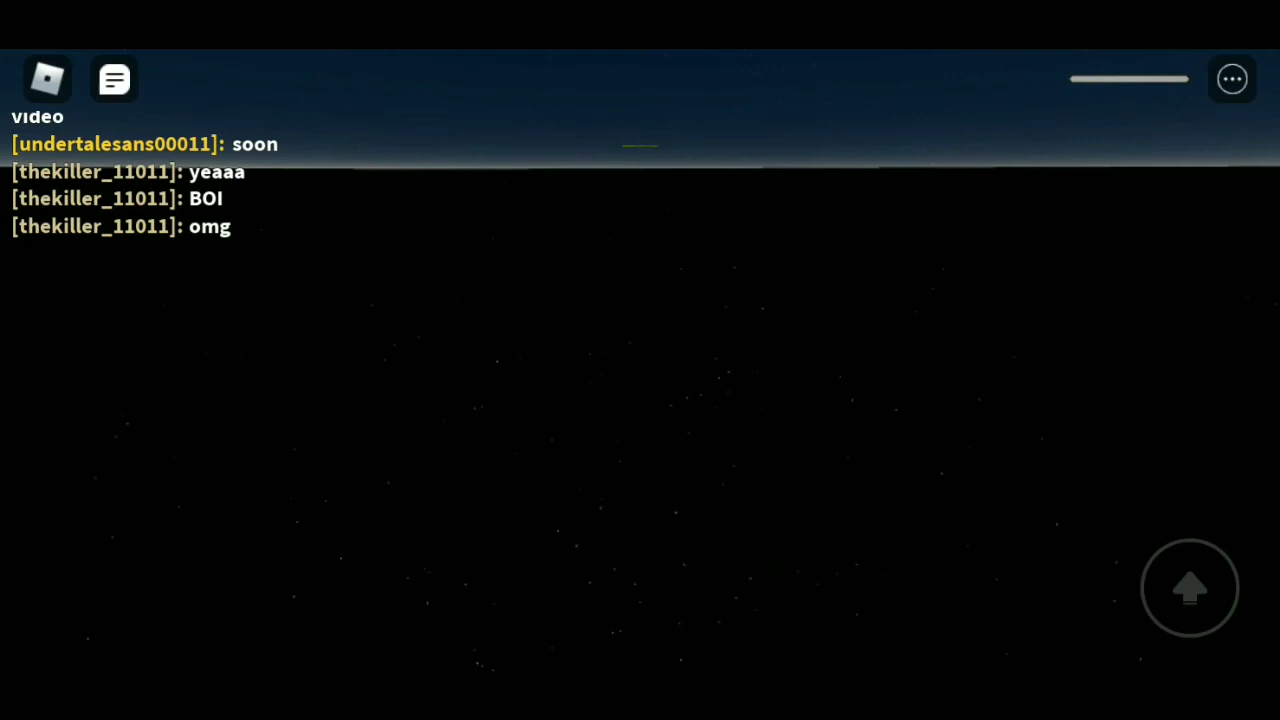 video
[undertalesans00011]: soon
[thekiller_11011]: yeaaa
[thekiller_11011]: BOI
[thekiller_11011]: omg